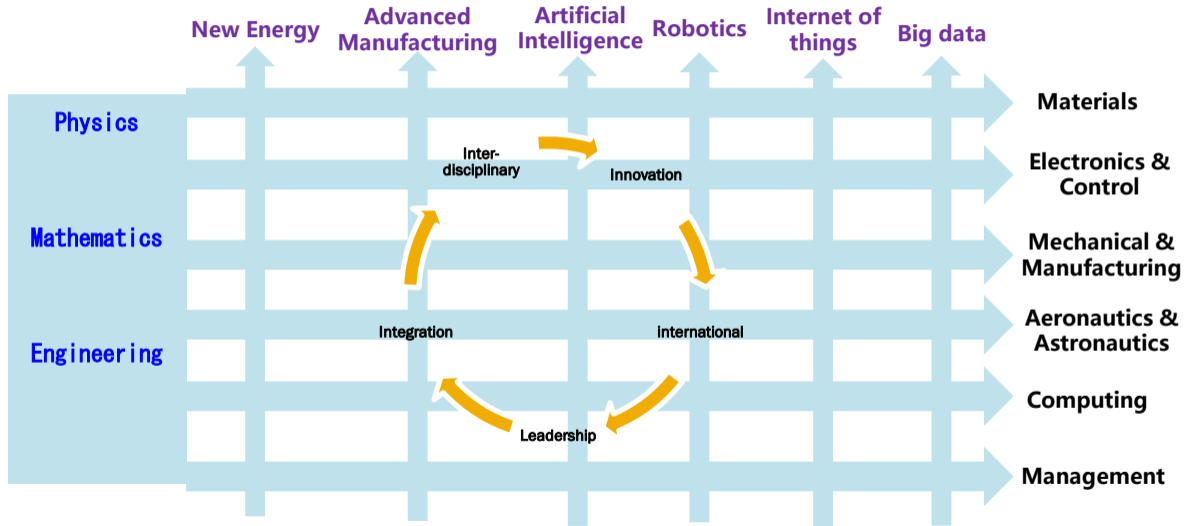 New Energy
Advanced
Manufacturing
Artificial
Intelligence
Robotics
Internet of
things
Big data
Physics
Mathematics
Engineering
Inter-
disciplinary
Innovation
Integration
international
Leadership
Materials
Electronics &
Control
Mechanical &
Manufacturing
Aeronautics &
Astronautics
Computing
Management